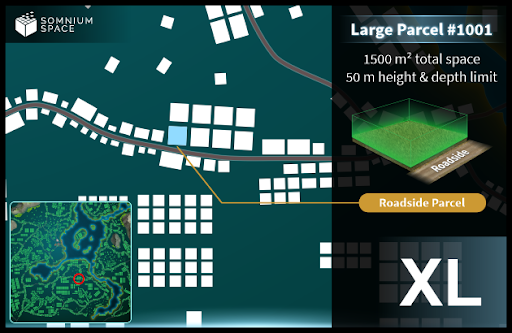 SOMNIUM
SPACE
Large Parcel #1001
1500 m² total space
50 m height & depth limit
Roadside
Roadside Parcel
XL